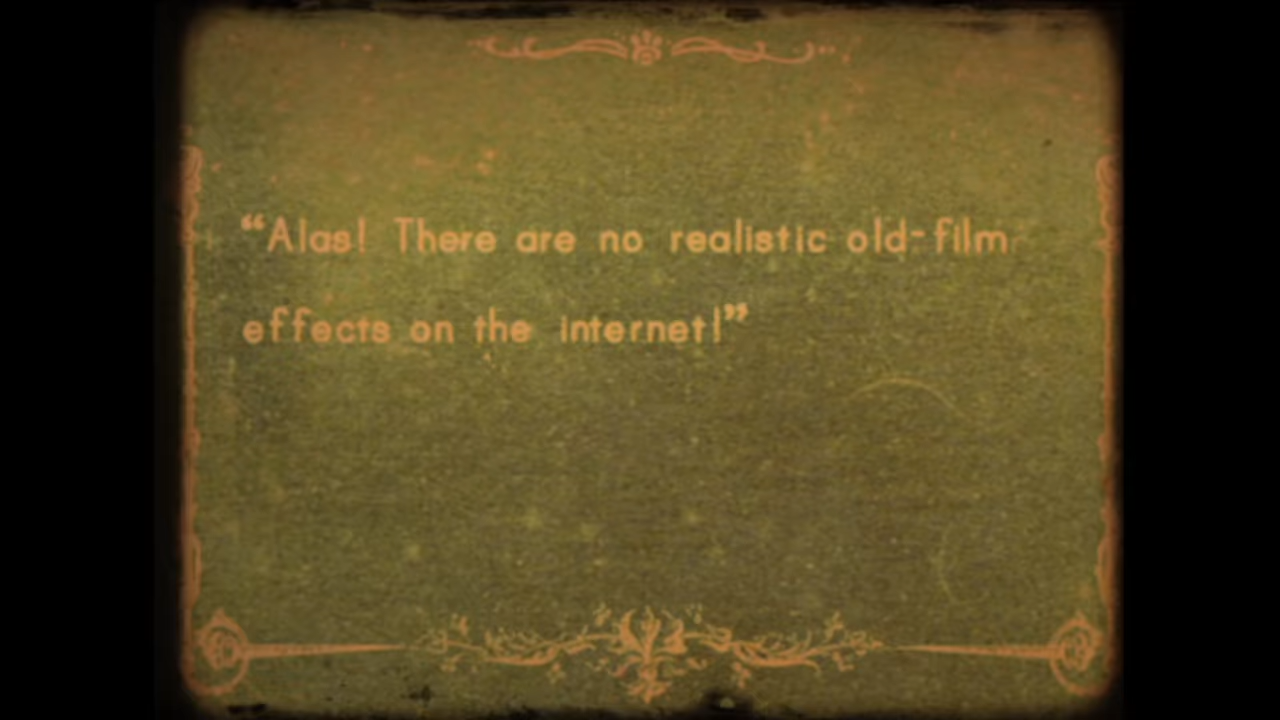 “Alas! There are no realistic old-film
effects on the internet!”